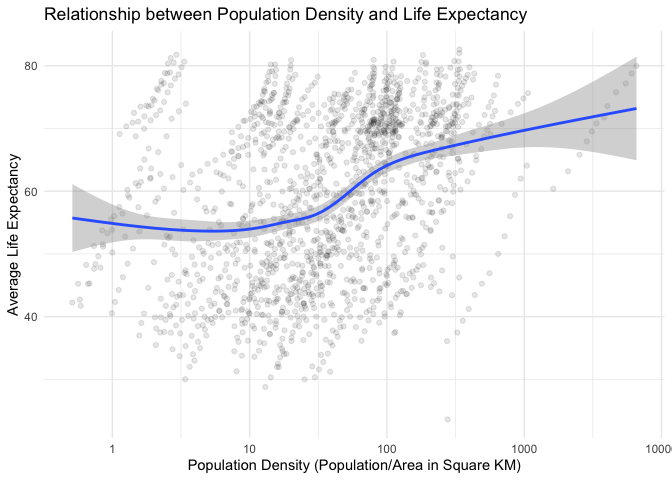 Relationship between Population Density and Life Expectancy
Average Life Expectancy
80
60
40
1
10
100
1000
1000
Population Density (Population/Area in Square KM)